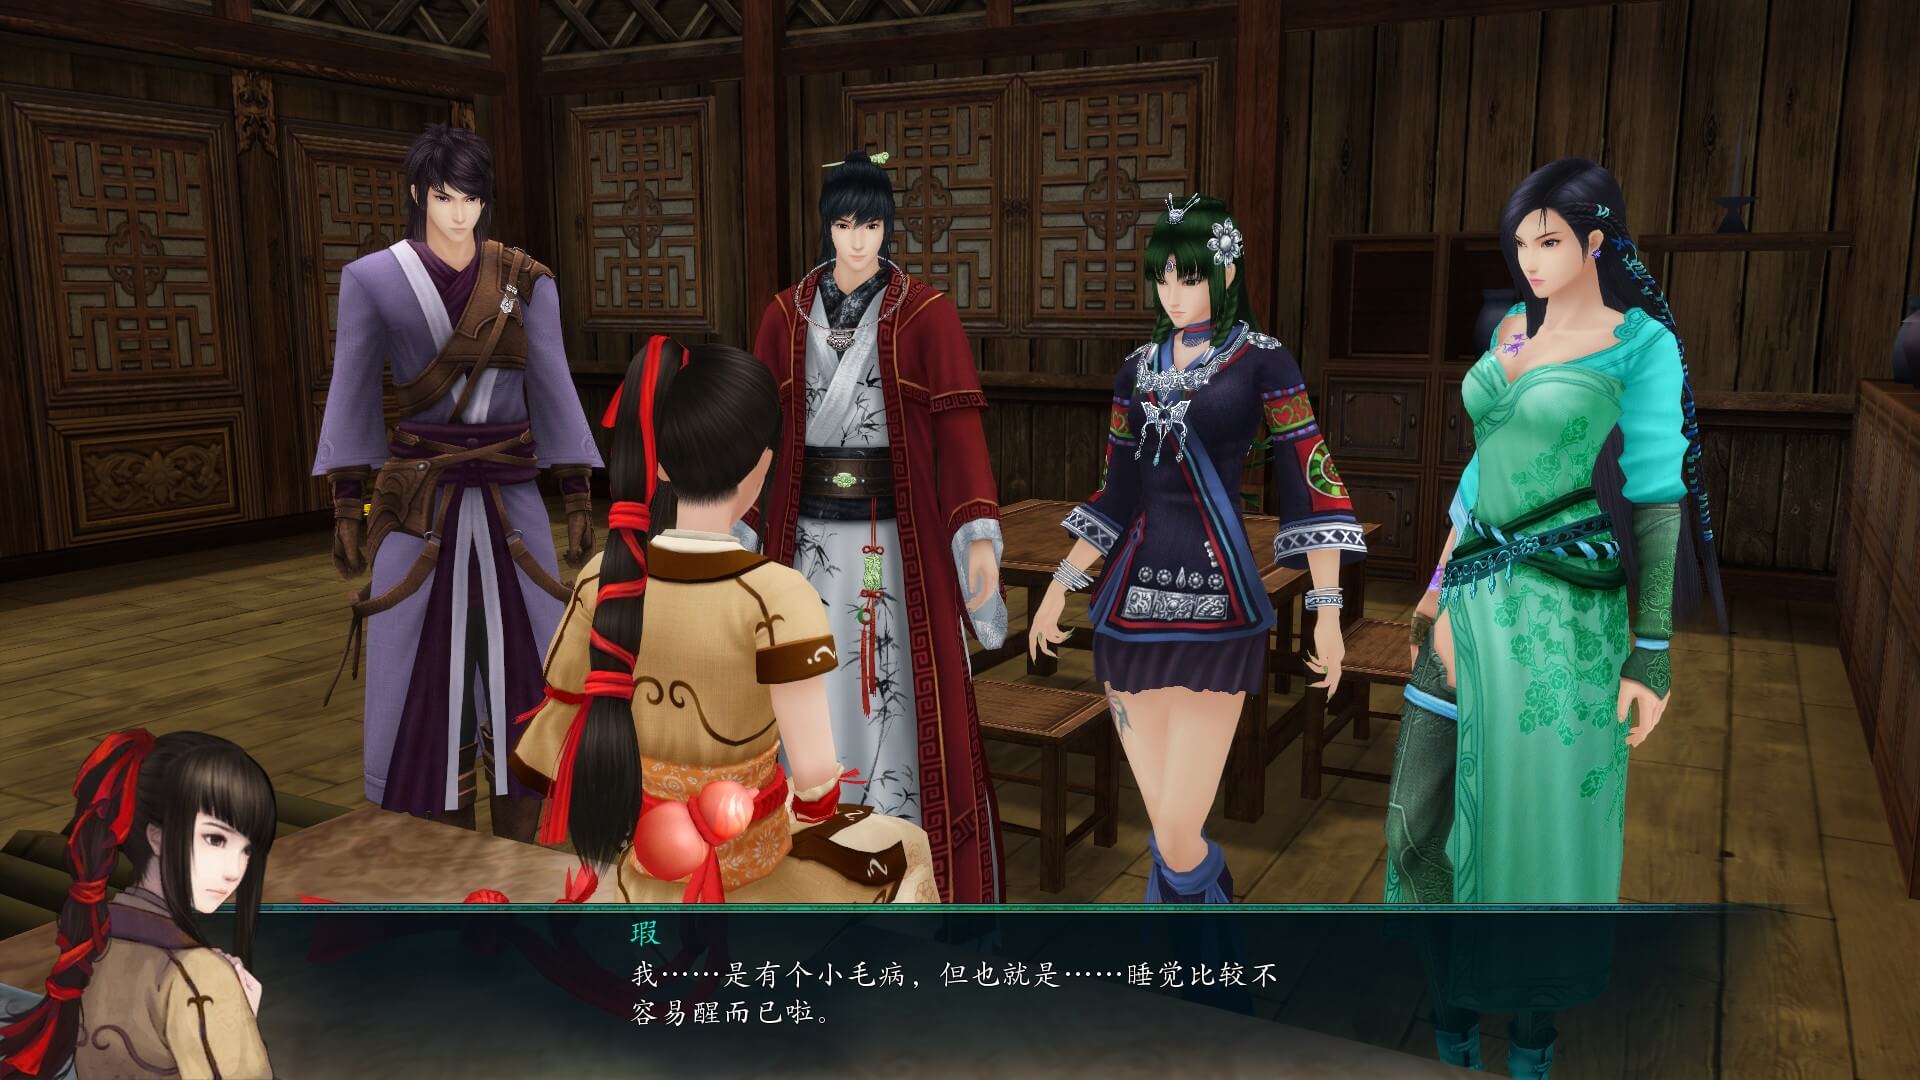 瑕
我……是有个小毛病，但也就是……睡觉比较不
容易醒而已啦。